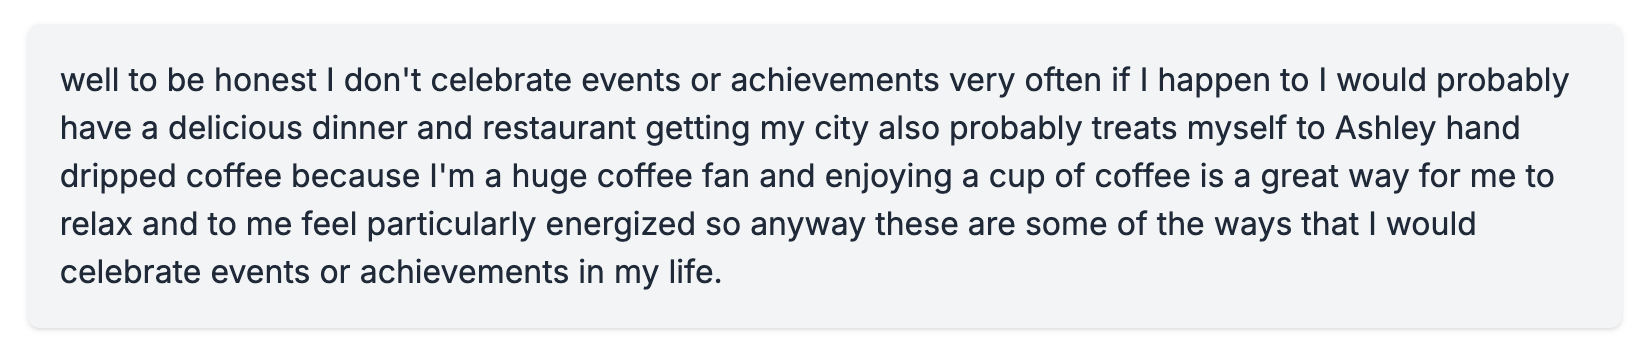 well to be honest I don't celebrate events or achievements very often if I happen to I would probably
have a delicious dinner and restaurant getting my city also probably treats myself to Ashley hand
dripped coffee because I'm a huge coffee fan and enjoying a cup of coffee is a great way for me to
relax and to me feel particularly energized so anyway these are some of the ways that I would
celebrate events or achievements in my life.